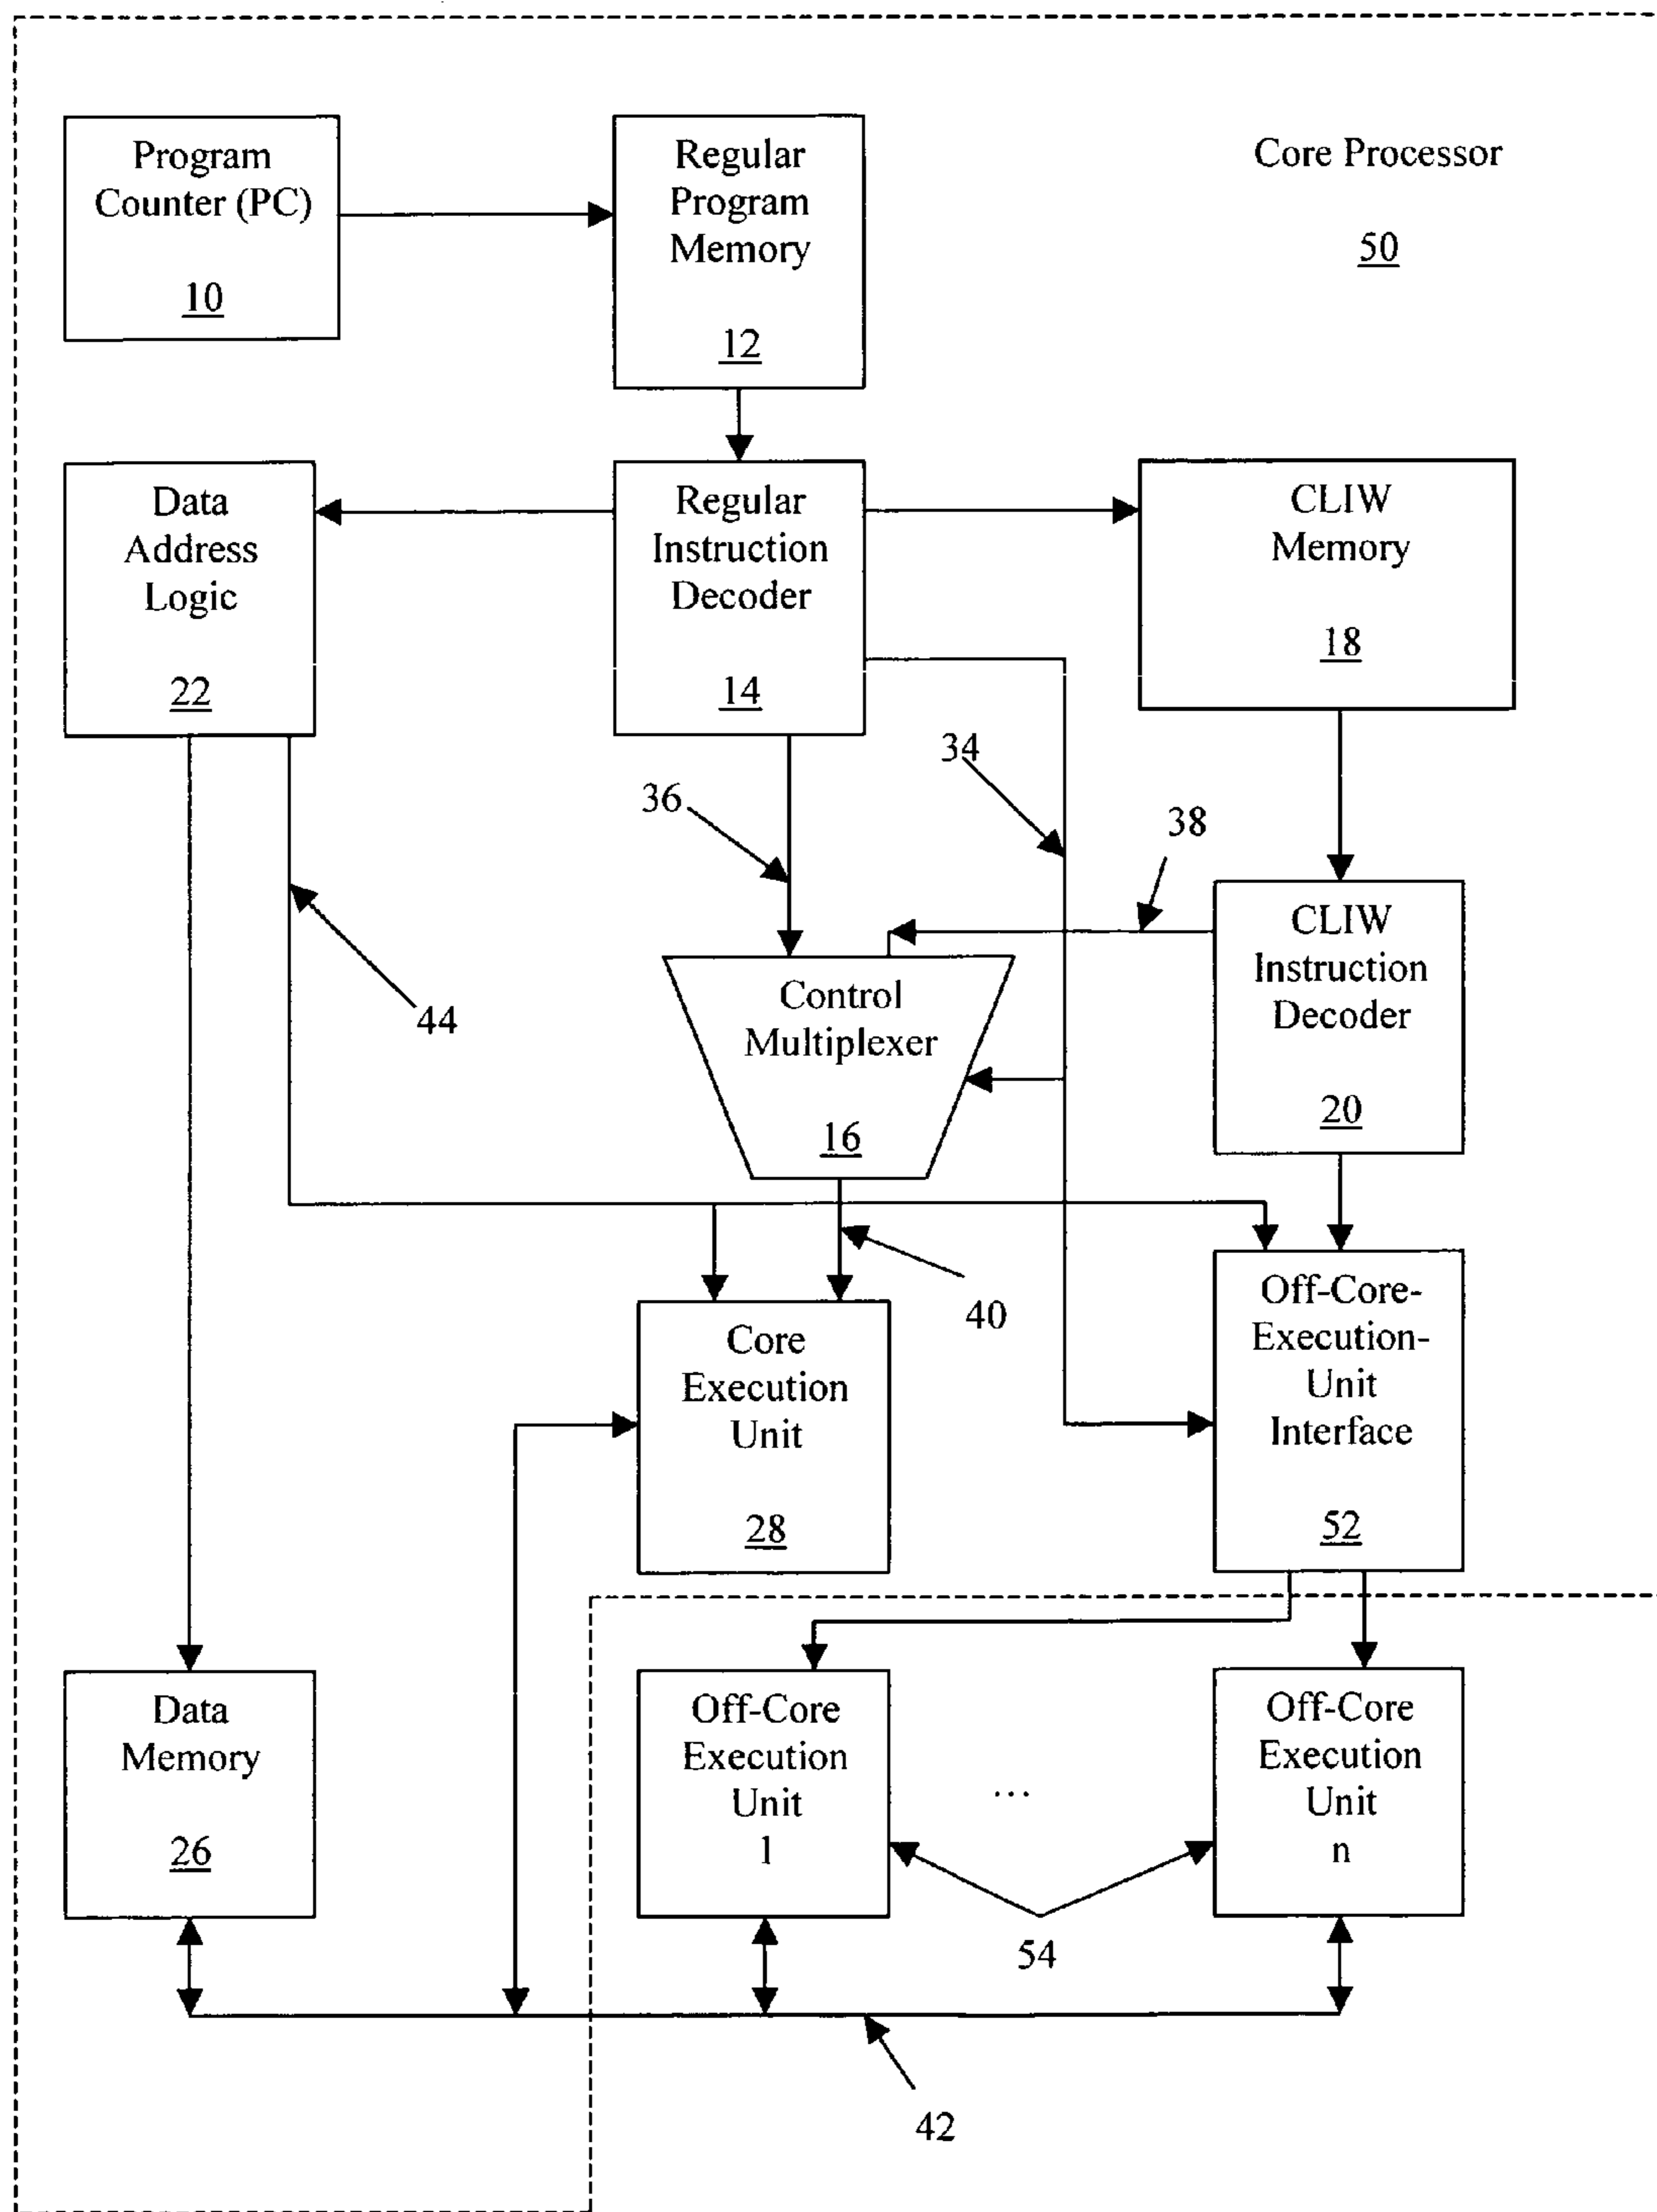 Program
Counter (PC)
10
Regular
Program
Memory
12
Core Processor
50
Data
Address
Logic
22
Regular
Instruction
Decoder
14
CLIW
Memory
18
34
36
38
CLIW
Instruction
Decoder
20
Control
Multiplexer
16
44
40
Core
Execution
Unit
28
Off-Core-
Execution-
Unit
Interface
52
Data
Memory
26
Off-Core
Execution
Unit
1
...
Off-Core
Execution
Unit
n
54
42